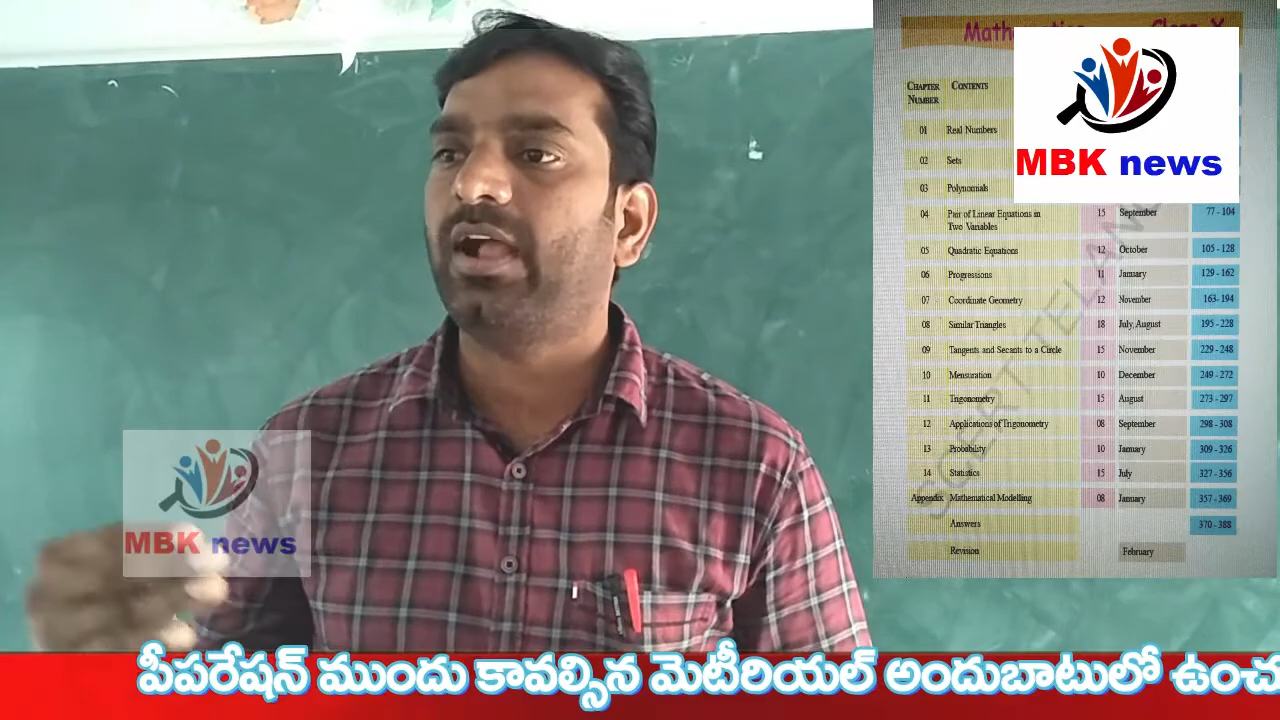 Class X
CHAPTER NUMBER CONTENTS
MBK news
01 Real Numbers
02 Sets
03 Polynomials
04 Pair of Linear Equations in 15 September 77 - 104
Two Variables
05 Quadratic Equations 12 October 105 - 128
06 Progressions 11 January 129 - 162
07 Coordinate Geometry 12 November 163- 194
08 Similar Triangles 18 July, August 195 - 228
09 Tangents and Secants to a Circle 15 November 229 - 248
10 Mensuration 10 December 249 - 272
11 Trigonometry 15 August 273 - 297
12 Applications of Trigonometry 08 September 298 - 308
13 Probability 10 January 309 - 326
14 Statistics 15 July 327 - 356
Appendix Mathematical Modelling 08 January 357 - 369
Answers 370 - 388
Revision February
MBK news
పీపరేషన్ ముందు కావల్సిన మెటీరియల్ అందుబాటులో